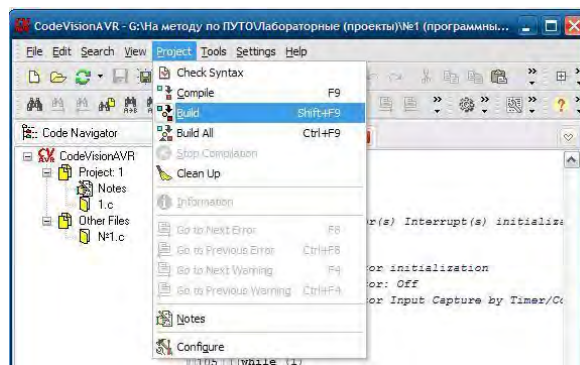 CodeVisionAVR - G:\На методу по ПУТО\Лабораторные (проекты)\№1 (программны...
File Edit Search View Project Tools Settings Help
Check Syntax
Compile F9
Build Shift+F9
Build All Ctrl+F9
Stop Compilation
Clean Up
Information
Go to Next Error F8
Go to Previous Error Ctrl+F8
Go to Next Warning F4
Go to Previous Warning Ctrl+F4
Notes
Configure
Code Navigator
CodeVisionAVR
Project: 1
Notes
1.c
Other Files
№1.c
r(s) Interrupt(s) initializa
or initialization
or: Off
or Input Capture by Timer/Co
105 while (1)